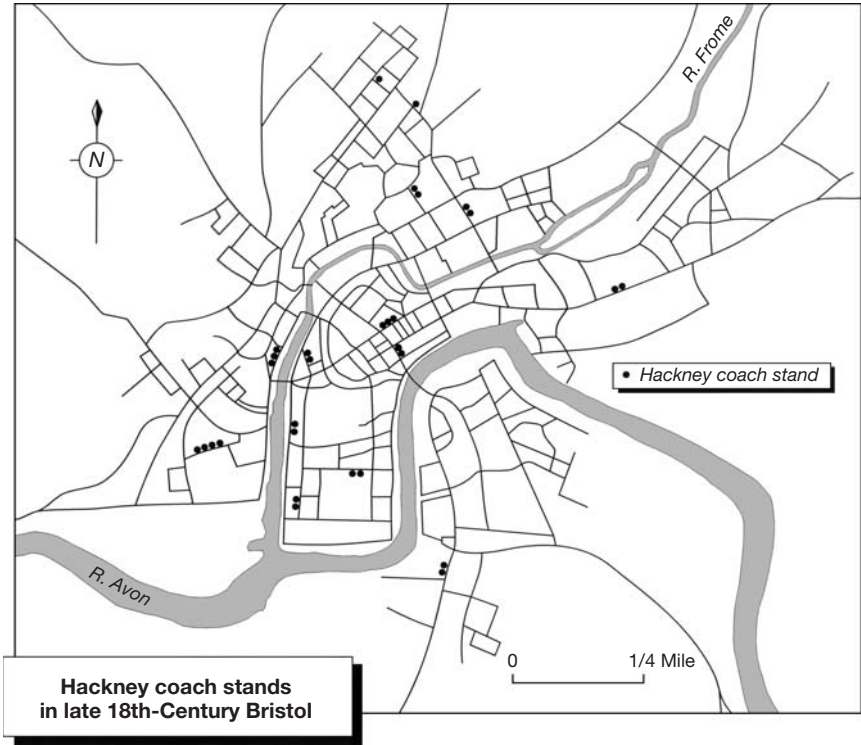 R. Frome
N
Hackney coach stand
R. Avon
0 1/4 Mile
Hackney coach stands
in late 18th-Century Bristol